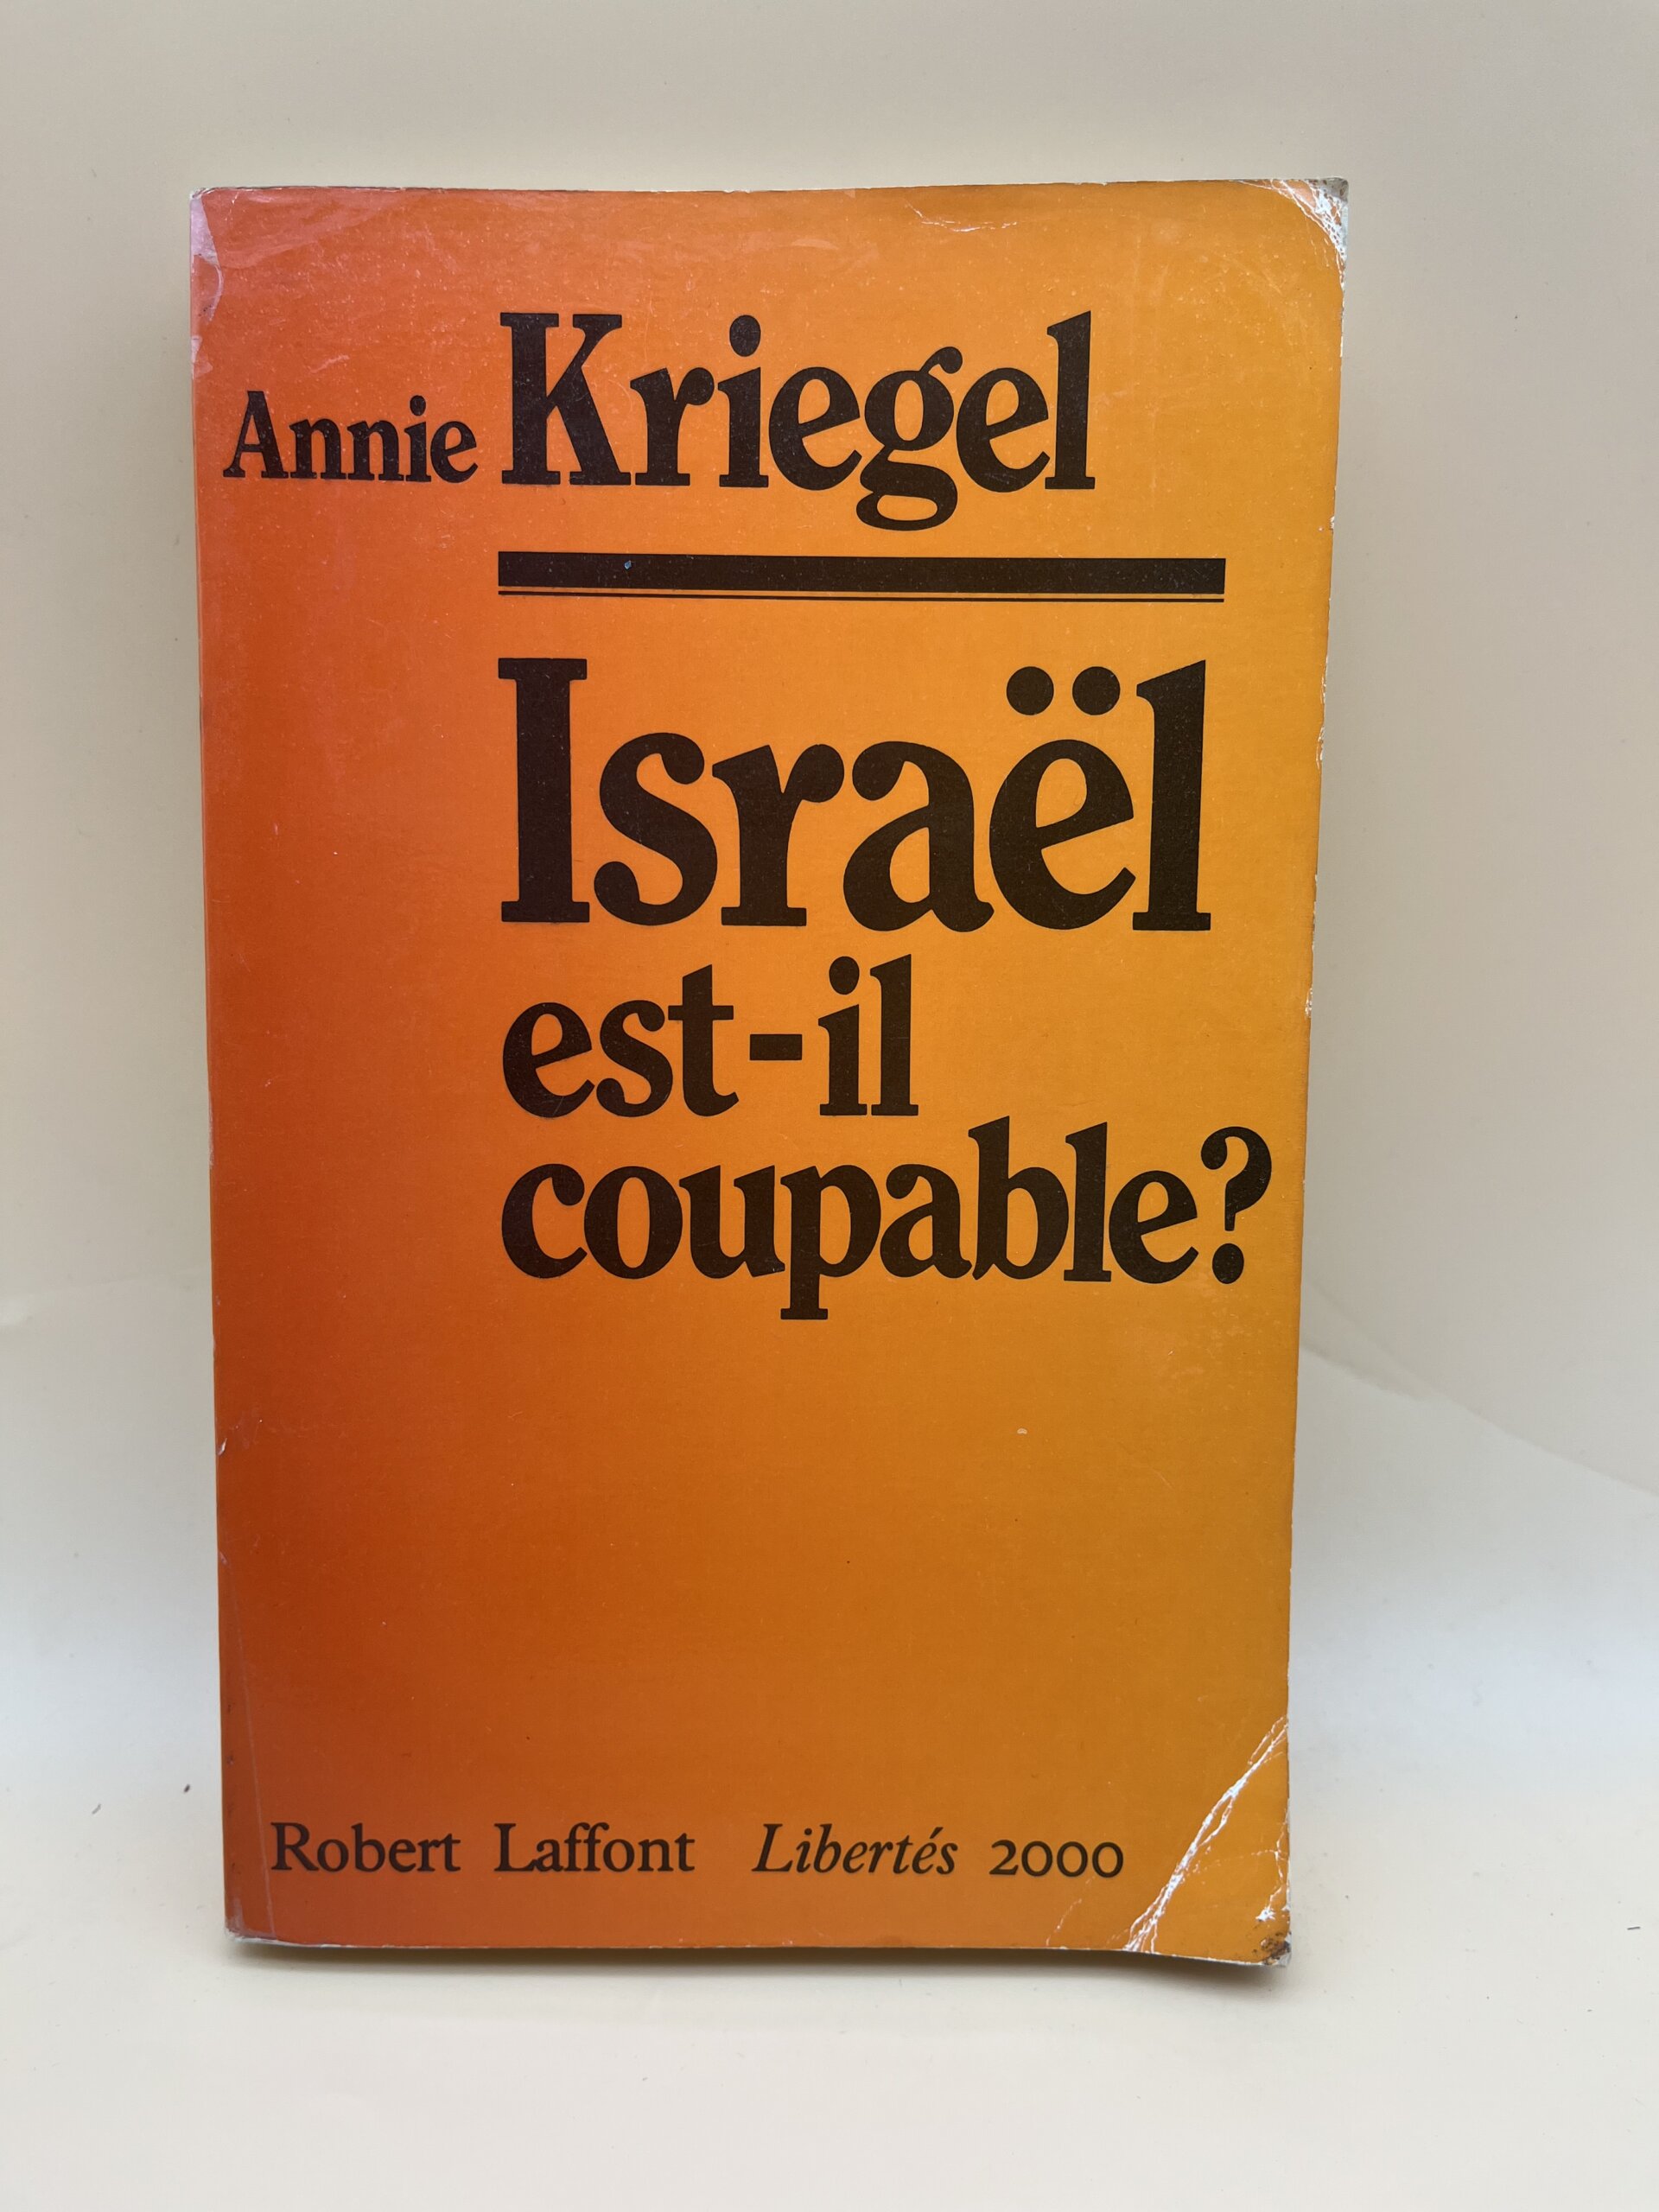 Annie Kriegel
Israël
est-il
coupable?
Robert Laffont Libertés 2000